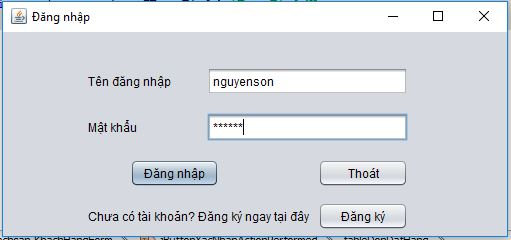 Đăng nhập
Tên đăng nhập nguyenson
Mật khẩu ******
Đăng nhập Thoát
Chưa có tài khoản? Đăng ký ngay tại đây Đăng ký